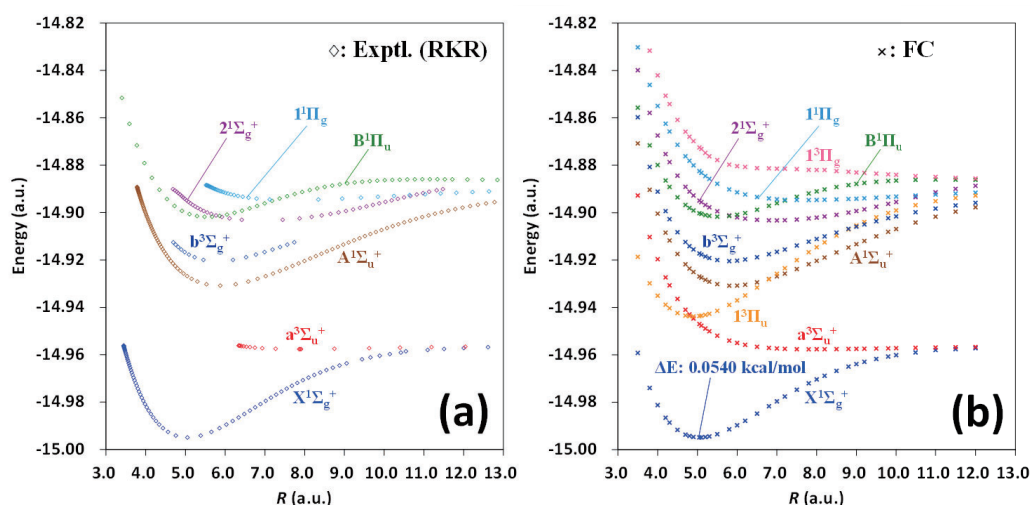 -14.82
-14.84
-14.86
-14.88
-14.90
-14.92
-14.94
-14.96
-14.98
-15.00
Energy (a.u.)
◇: Exptl. (RKR)
2¹Σg⁺
1¹Πg
B¹Πu
b³Σg⁺
A¹Σu⁺
a³Σu⁺
X¹Σg⁺
(a)
3.0 4.0 5.0 6.0 7.0 8.0 9.0 10.0 11.0 12.0 13.0
R (a.u.)
-14.82
-14.84
-14.86
-14.88
-14.90
-14.92
-14.94
-14.96
-14.98
-15.00
Energy (a.u.)
×: FC
1¹Πg
2¹Σg⁺
B¹Πu
1³Πg
b³Σg⁺
A¹Σu⁺
1³Πu
a³Σu⁺
ΔE: 0.0540 kcal/mol
X¹Σg⁺
(b)
3.0 4.0 5.0 6.0 7.0 8.0 9.0 10.0 11.0 12.0 13.0
R (a.u.)